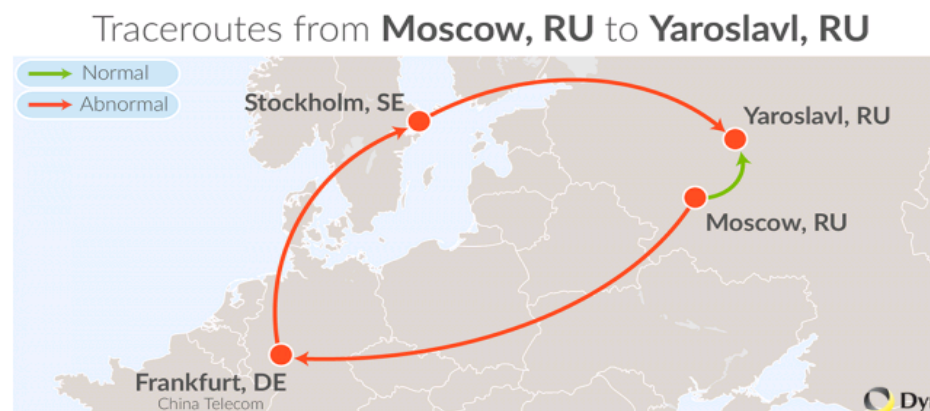 Traceroutes from Moscow, RU to Yaroslavl, RU
Normal
Abnormal
Stockholm, SE
Yaroslavl, RU
Moscow, RU
Frankfurt, DE
China Telecom
Dy